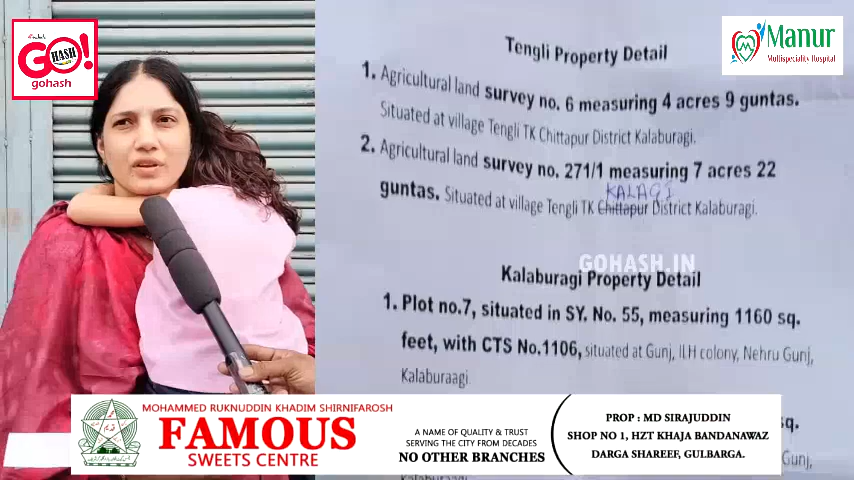 GO!
HASH
gohash
Manur
Multispeciality Hospital
Tengli Property Detail
1. Agricultural land survey no. 6 measuring 4 acres 9 guntas.
Situated at village Tengli TK Chittapur District Kalaburagi.
2. Agricultural land survey no. 271/1 measuring 7 acres 22
KALAGI
guntas. Situated at village Tengli TK Chittapur District Kalaburagi.
GOHASH.IN
Kalaburagi Property Detail
1. Plot no.7, situated in SY. No. 55, measuring 1160 sq.
feet, with CTS No.1106, situated at Gunj, ILH colony, Nehru Gunj,
Kalaburaagi
sq.
Gunj,
MOHAMMED RUKNUDDIN KHADIM SHIRNIFAROSH
FAMOUS
SWEETS CENTRE
A NAME OF QUALITY & TRUST
SERVING THE CITY FROM DECADES
NO OTHER BRANCHES
PROP : MD SIRAJUDDIN
SHOP NO 1, HZT KHAJA BANDANAWAZ
DARGA SHAREEF, GULBARGA.